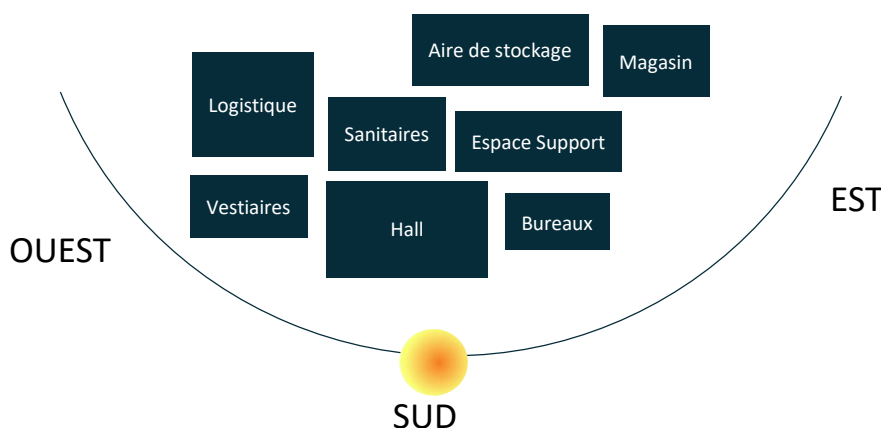 Aire de stockage
Magasin
Logistique
Sanitaires
Espace Support
Vestiaires
Hall
Bureaux
EST
OUEST
SUD